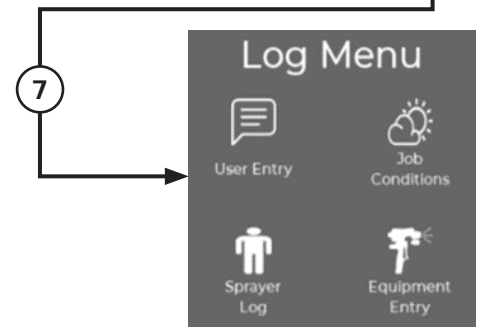 7
Log Menu
User Entry
Job
Conditions
Sprayer
Log
Equipment
Entry